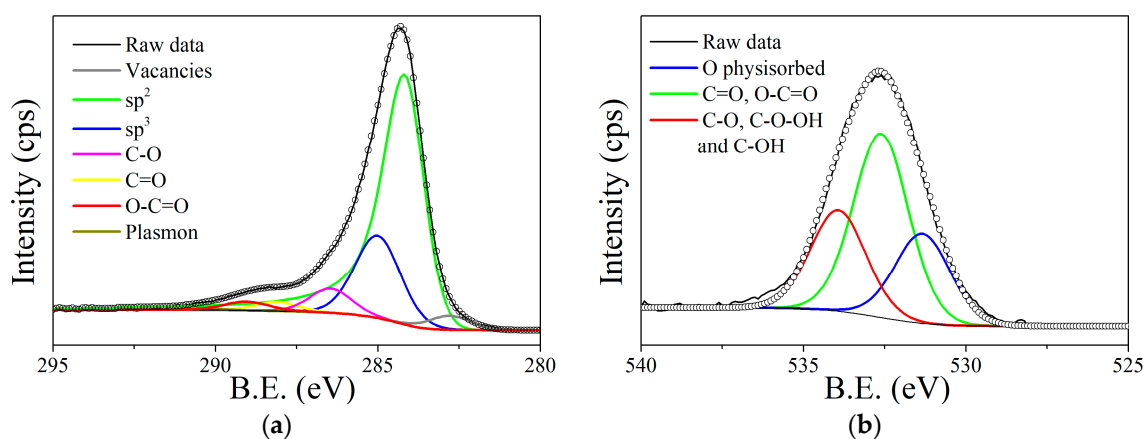 Intensity (cps)
Raw data
Vacancies
sp²
sp³
C-O
C=O
O-C=O
Plasmon
295
290
285
280
B.E. (eV)
(a)
Intensity (cps)
Raw data
O physisorbed
C=O, O-C=O
C-O, C-O-OH
and C-OH
540
535
530
525
B.E. (eV)
(b)